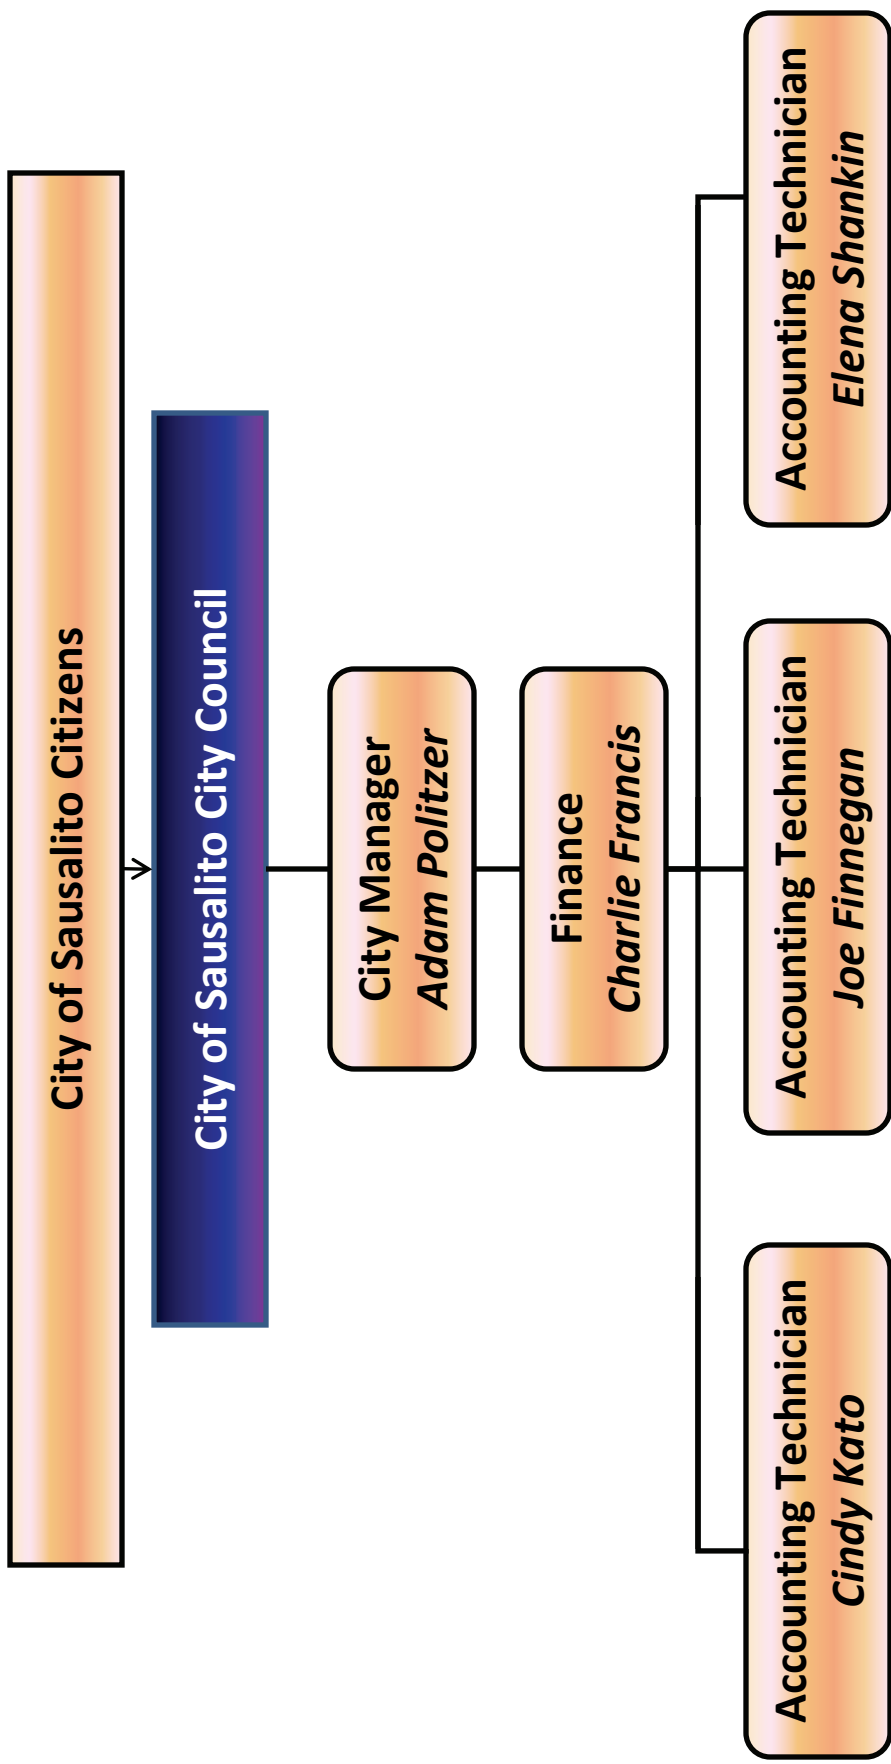 City of Sausalito Citizens
City of Sausalito City Council
City Manager
Adam Politzer
Finance
Charlie Francis
Accounting Technician
Cindy Kato
Accounting Technician
Joe Finnegan
Accounting Technician
Elena Shankin